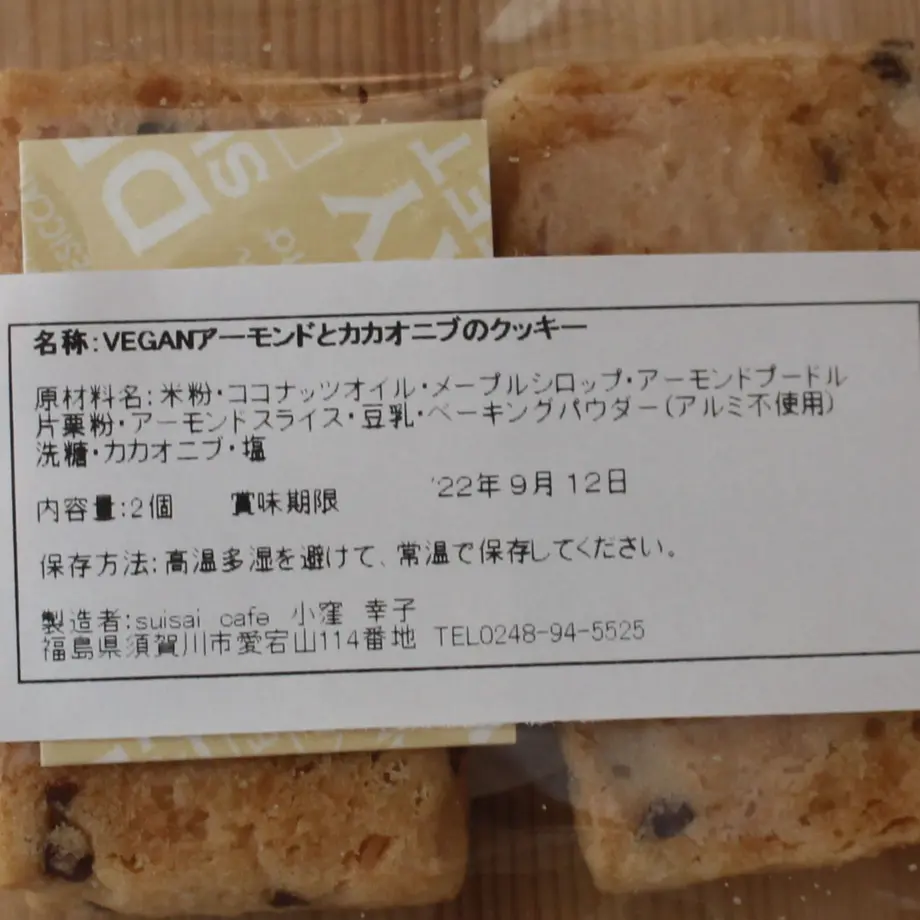 名称:VEGANアーモンドとカカオニブのクッキー
原材料名:米粉・ココナッツオイル・メープルシロップ・アーモンドプードル
片栗粉・アーモンドスライス・豆乳・ベーキングパウダー(アルミ不使用)
洗糖・カカオニブ・塩
内容量:2個 賞味期限 '22年9月12日
保存方法:高温多湿を避けて、常温で保存してください。
製造者:suisai cafe 小窪 幸子
福島県須賀川市愛宕山114番地 TEL0248-94-5525